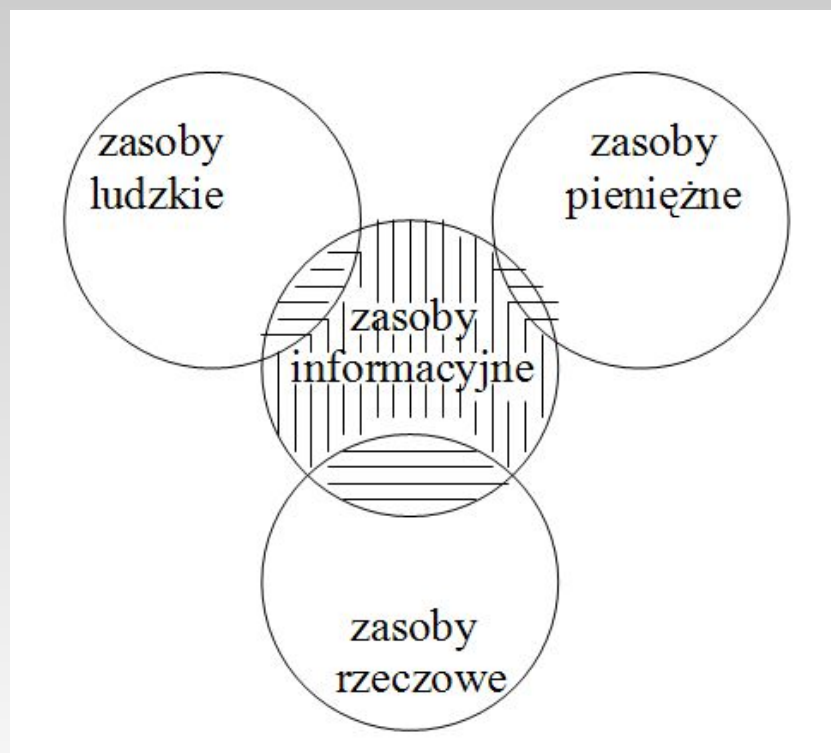 zasoby
ludzkie
zasoby
pieniężne
zasoby
informacyjne
zasoby
rzeczowe